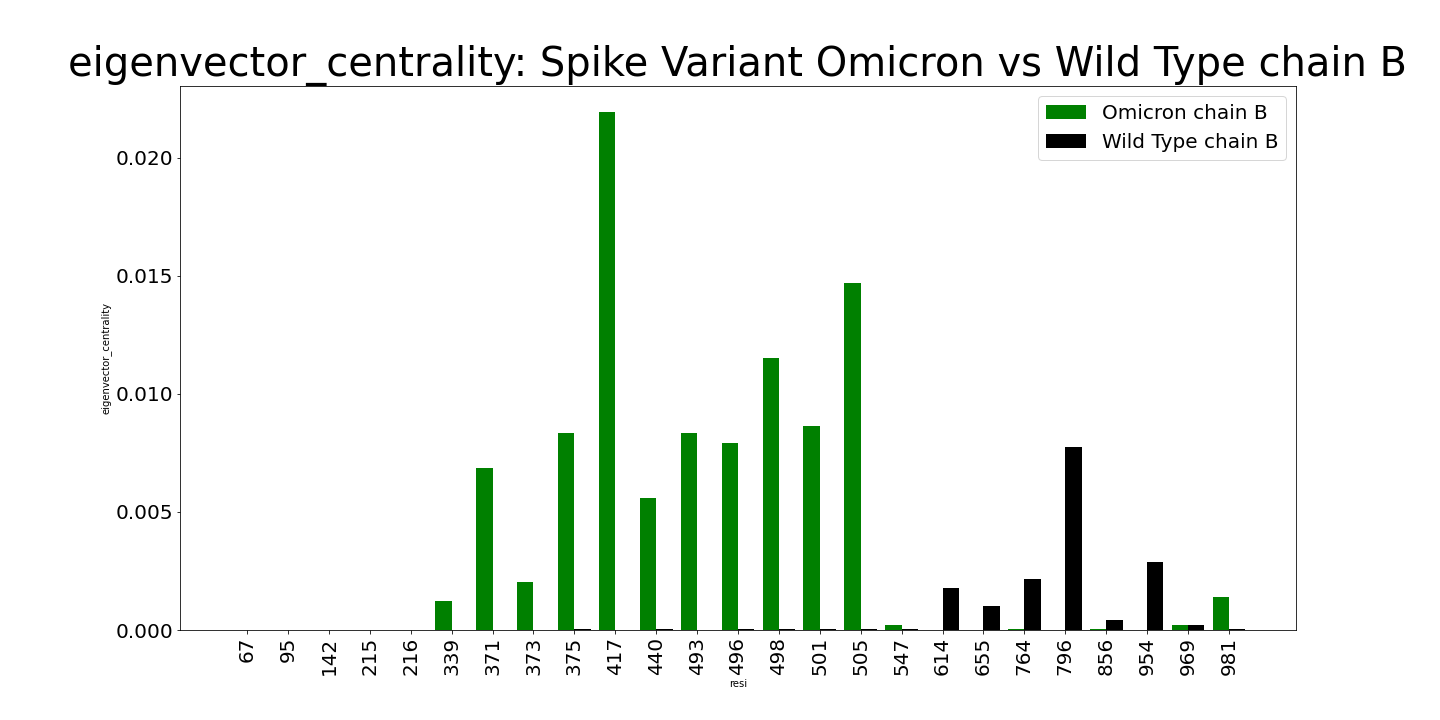 eigenvector_centrality: Spike Variant Omicron vs Wild Type chain B
Omicron chain B
Wild Type chain B
0.020
0.015
0.010
0.005
0.000
eigenvector_centrality
67 95 142 215 216 339 371 373 375 417 440 493 496 498 501 505 547 614 655 764 796 856 954 969 981
resi